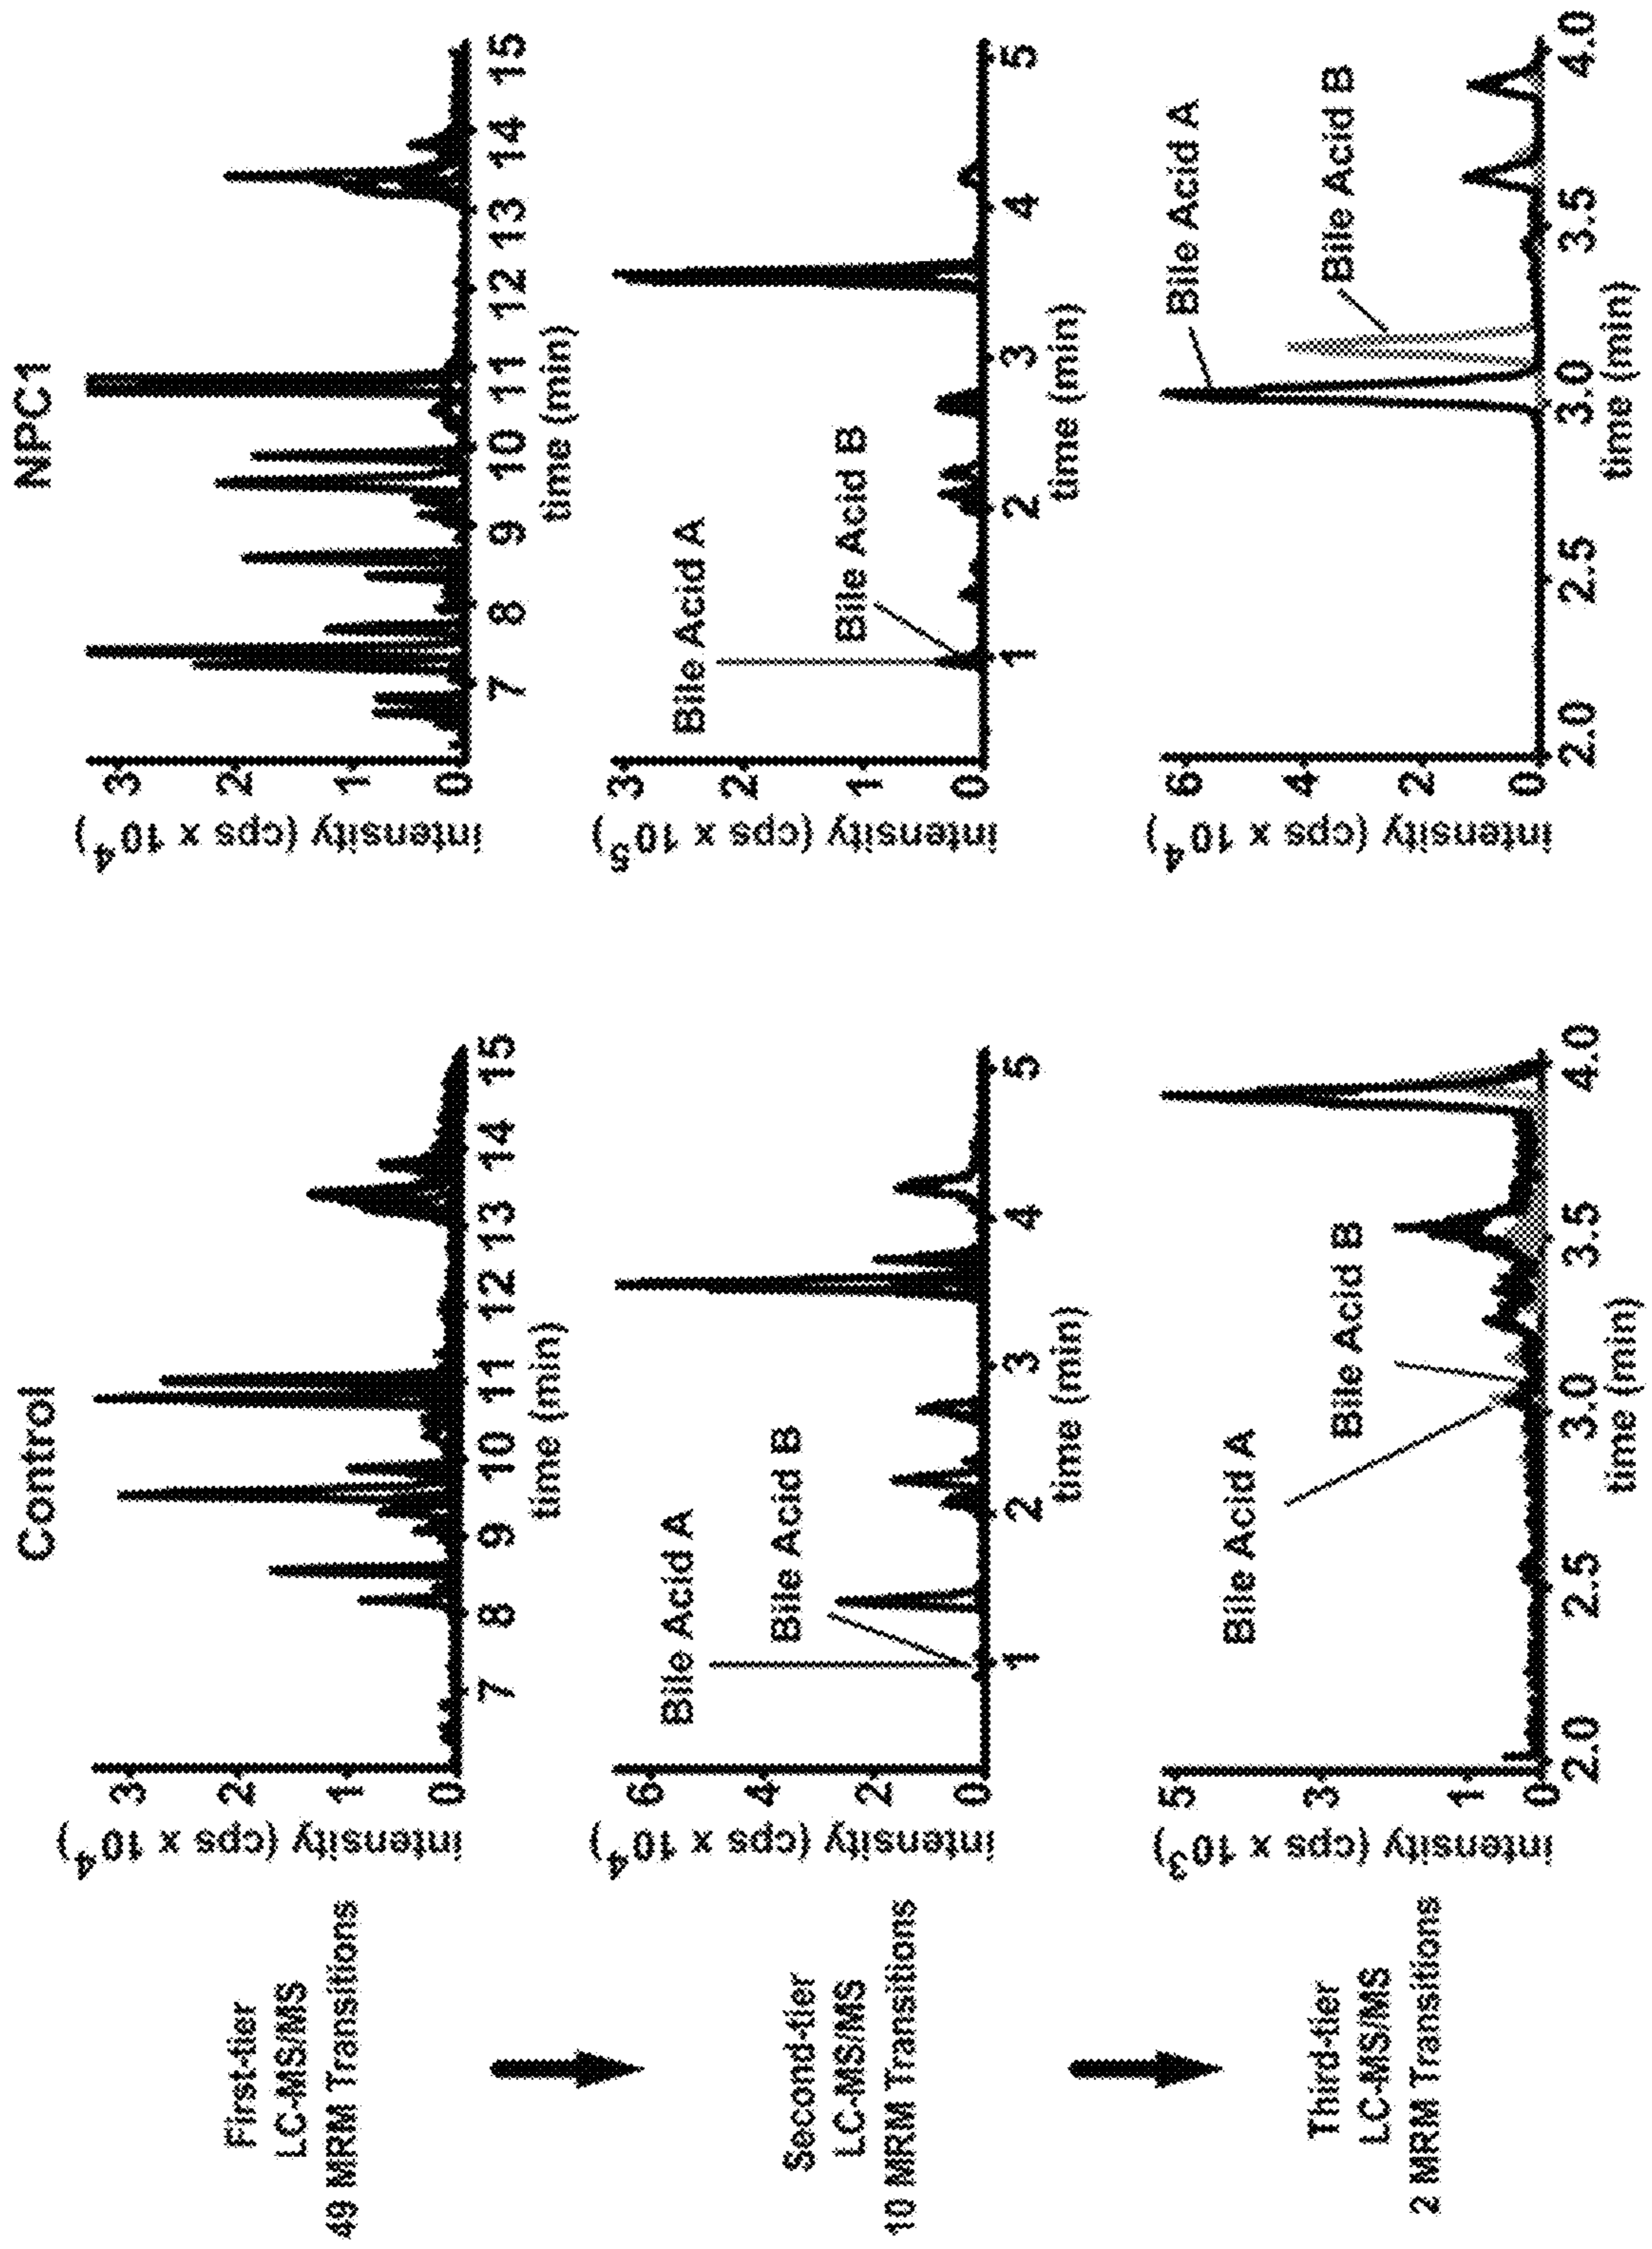 Control
NPC1
First-tier
LC-MS/MS
49 MRM Transitions
intensity (cps x 104)
3
2
1
0
7 8 9 10 11 12 13 14 15
time (min)
intensity (cps x 104)
3
2
1
0
7 8 9 10 11 12 13 14 15
time (min)
Second-tier
LC-MS/MS
10 MRM Transitions
intensity (cps x 104)
6
4
2
0
Bile Acid A
Bile Acid B
1 2 3 4 5
time (min)
intensity (cps x 105)
3
2
1
0
Bile Acid A
Bile Acid B
1 2 3 4 5
time (min)
Third-tier
LC-MS/MS
2 MRM Transitions
intensity (cps x 103)
5
3
1
0
Bile Acid A
Bile Acid B
2.0 2.5 3.0 3.5 4.0
time (min)
intensity (cps x 104)
6
4
2
0
Bile Acid A
Bile Acid B
2.0 2.5 3.0 3.5 4.0
time (min)